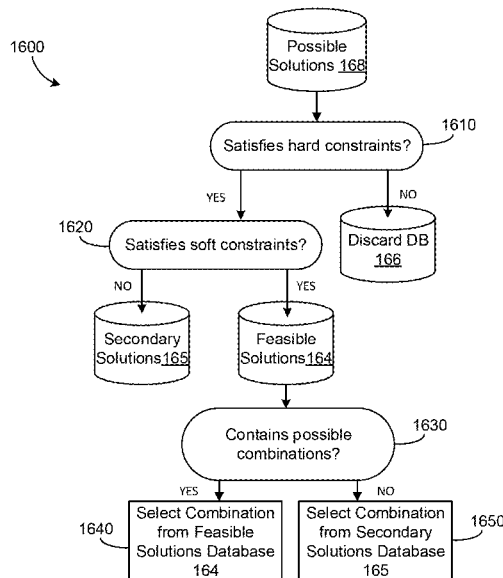 1600
Possible
Solutions 168
1610
Satisfies hard constraints?
YES
NO
1620
Satisfies soft constraints?
Discard DB
166
NO
YES
Secondary
Solutions 165
Feasible
Solutions 164
1630
Contains possible
combinations?
YES
NO
1640
Select Combination
from Feasible
Solutions Database
164
Select Combination
from Secondary
Solutions Database
165
1650